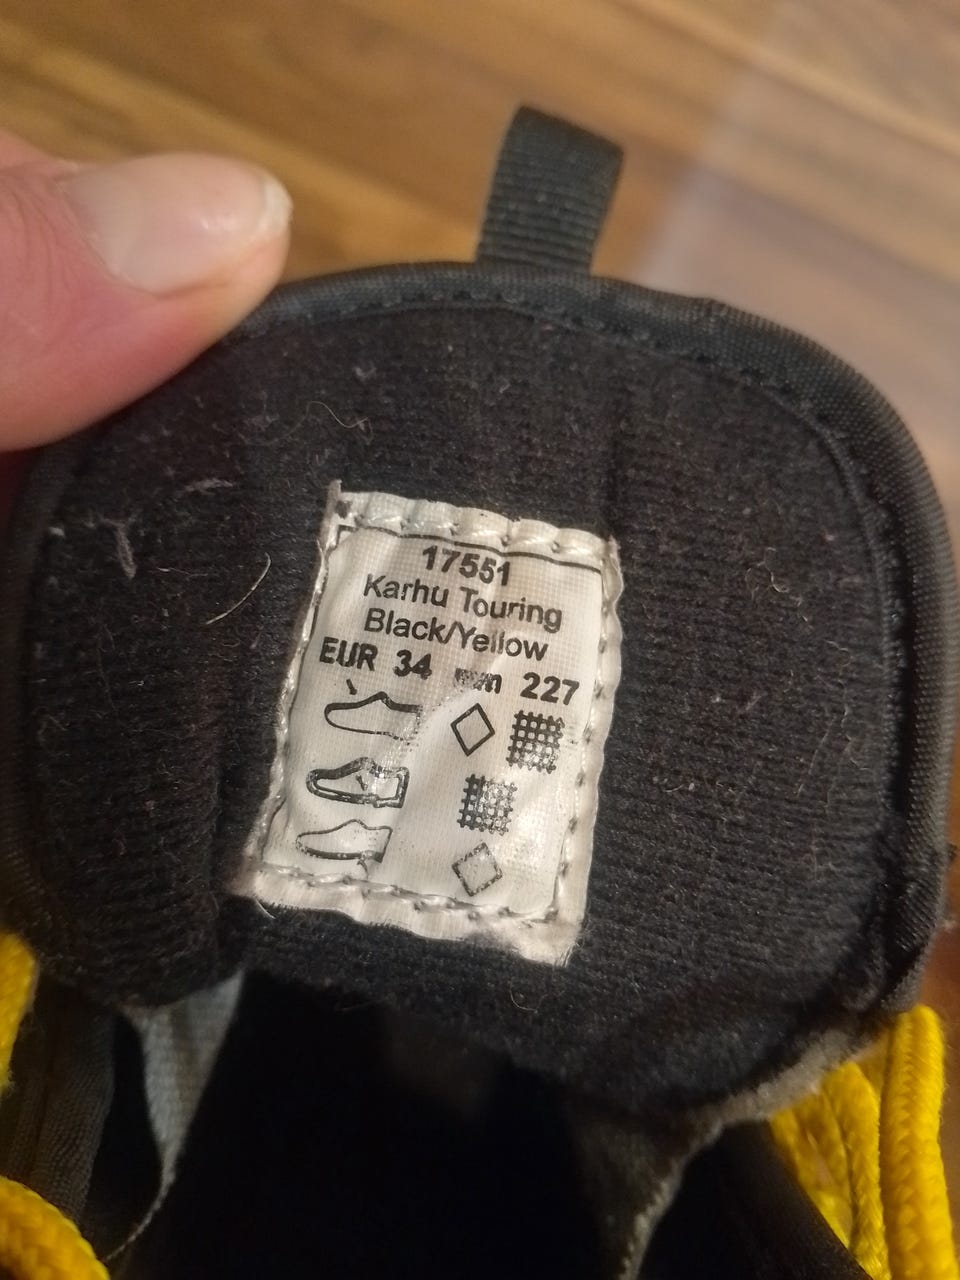 17551
Karhu Touring
Black/Yellow
EUR 34 mm 227